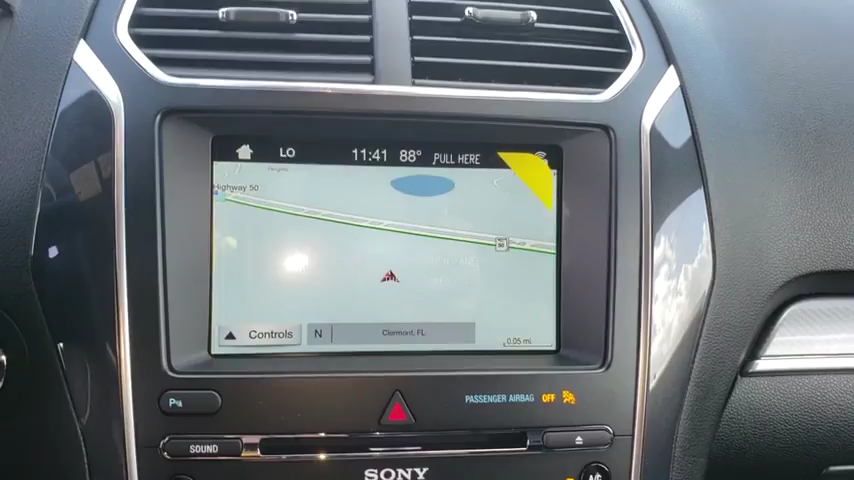 LO 11:41 88° PULL HERE
Highway 50
50
Controls N Clermont, FL 0.05 mi
P PASSENGER AIRBAG OFF
SOUND
SONY
A/C